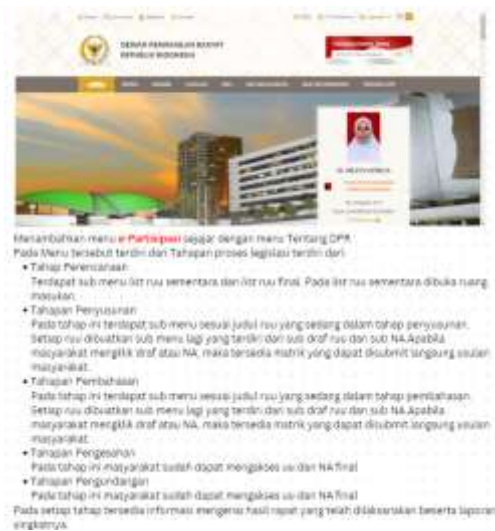 DEWAN PERWAKILAN RAKYAT
REPUBLIK INDONESIA
Menambahkan menu e-Partisipasi sejajar dengan menu Tentang DPR
Pada Menu tersebut terdiri dari Tahapan proses legislasi terdiri dari:
• Tahap Perencanaan
Terdapat sub menu list ruu sementara dan list ruu final. Pada list ruu sementara dibuka ruang
masukan.
• Tahapan Penyusunan
Pada tahap ini terdapat sub menu sesuai judul ruu yang sedang dalam tahap penyusunan.
Setiap ruu dibuatkan sub menu lagi yang terdiri dari sub draf ruu dan sub NA.Apabila
masyarakat mengklik draf atau NA, maka tersedia matrik yang dapat disubmit langsung usulan
masyarakat.
• Tahapan Pembahasan
Pada tahap ini terdapat sub menu sesuai judul ruu yang sedang dalam tahap pembahasan.
Setiap ruu dibuatkan sub menu lagi yang terdiri dari sub draf ruu dan sub NA.Apabila
masyarakat mengklik draf atau NA, maka tersedia matrik yang dapat disubmit langsung usulan
masyarakat.
• Tahapan Pengesahan
Pada tahap ini masyarakat sudah dapat mengakses uu dan NA final
• Tahapan Pengundangan
Pada tahap ini masyarakat sudah dapat mengakses uu dan NA final
Pada setiap tahap tersedia informasi mengenai hasil rapat yang telah dilaksanakan beserta laporan
singkatnya.